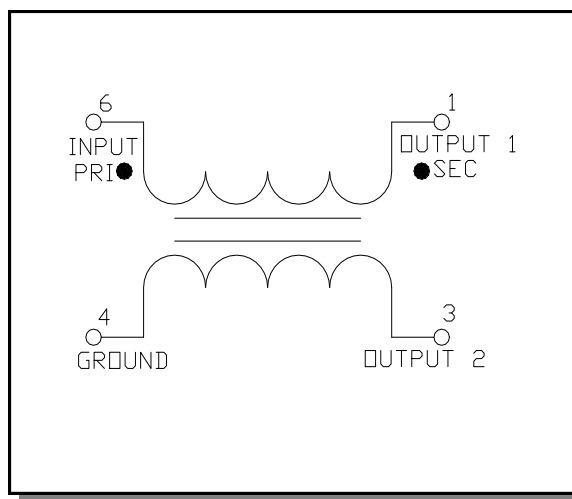 6 1
INPUT OUTPUT 1
PRI SEC
4 3
GROUND OUTPUT 2